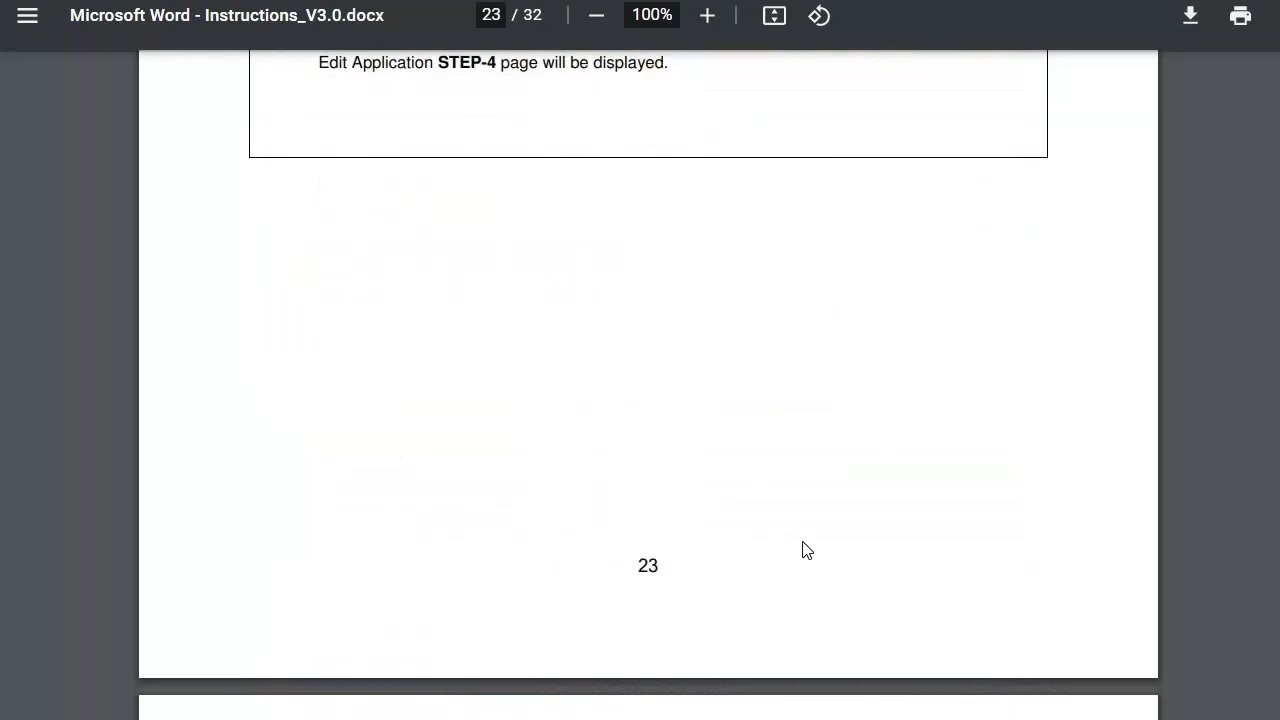 Microsoft Word - Instructions_V3.0.docx
23 / 32
100%
Edit Application STEP-4 page will be displayed.
23